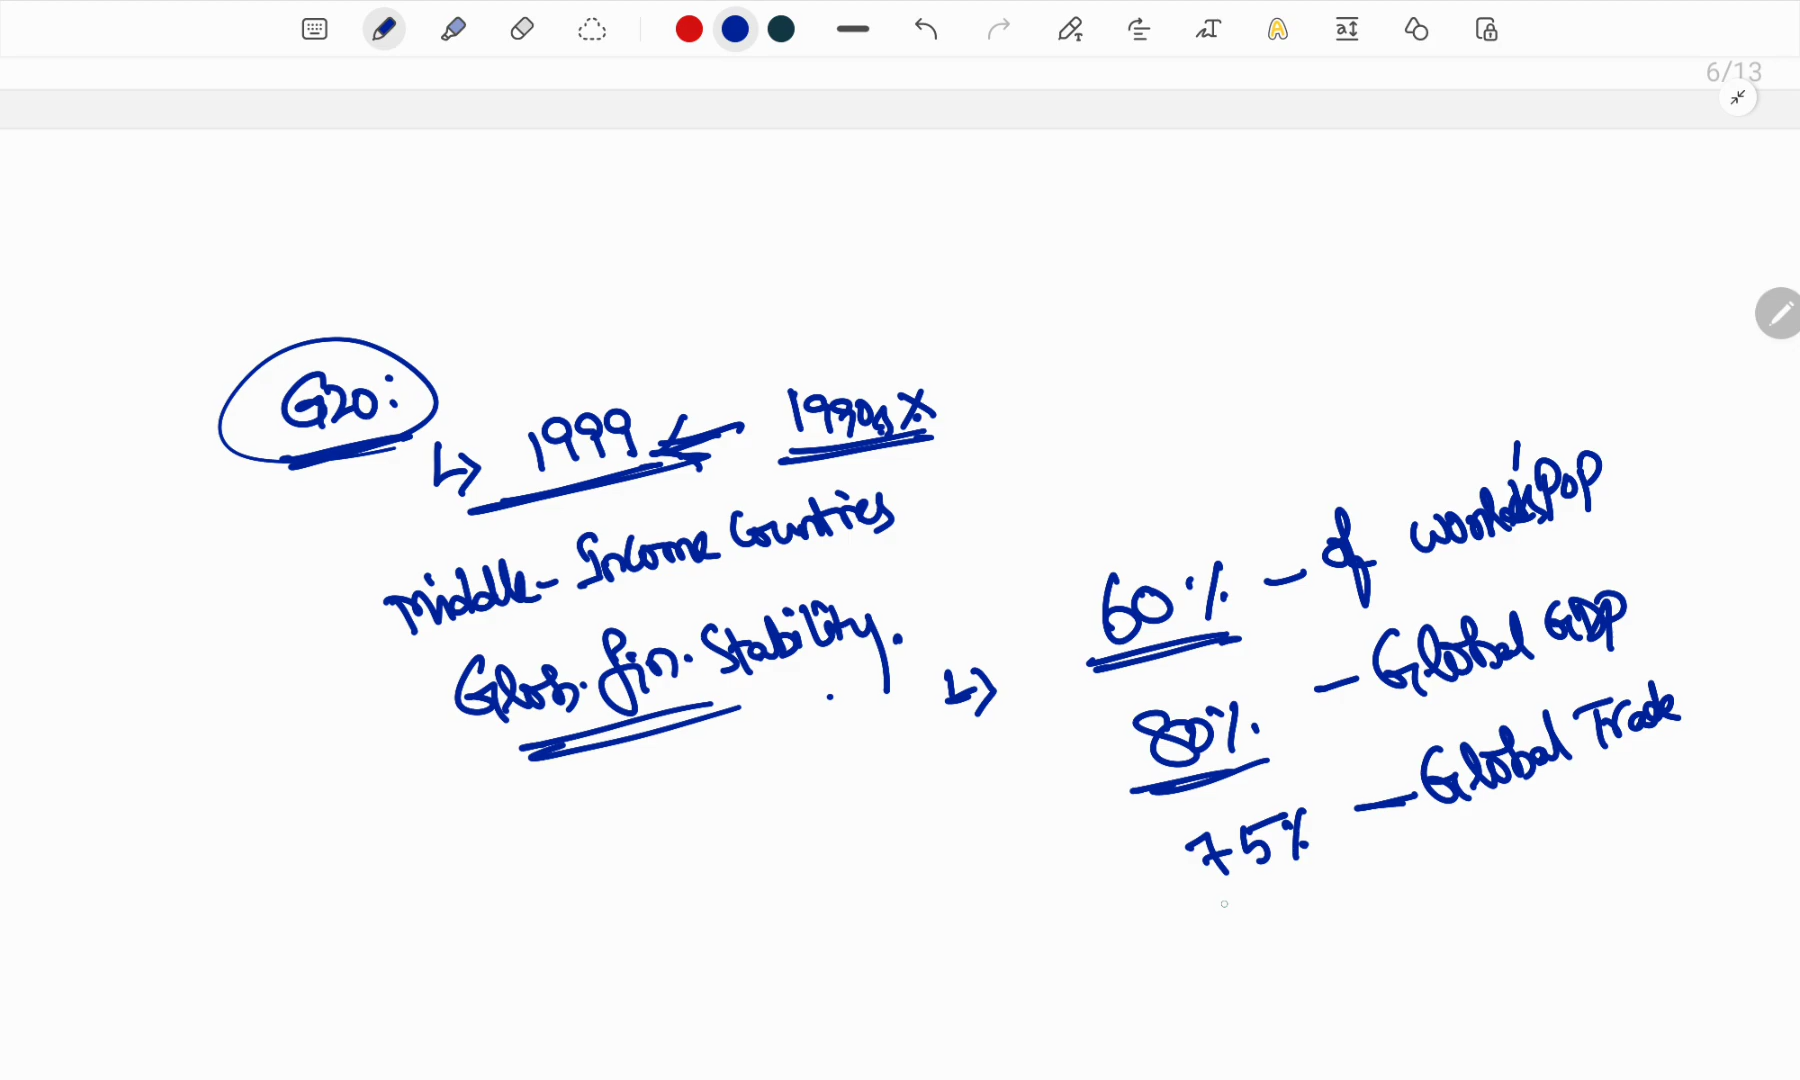 6/13
G20:
1999
1990s X
Middle-Income Countries
Glob. fin. Stability.
60% - of world's POP
80% - Global GDP
75% - Global Trade